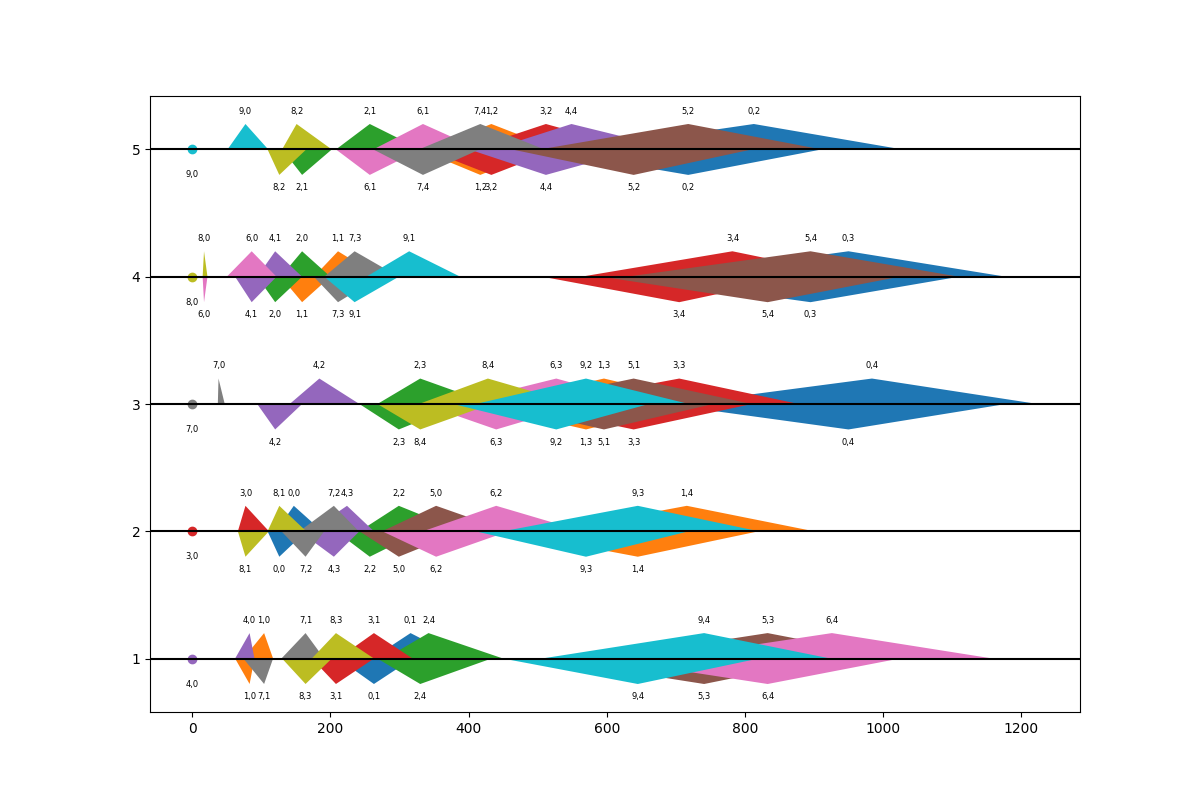 9,0 8,2 2,1 6,1 7,4 1,2 3,2 4,4 5,2 0,2
5
9,0 8,2 2,1 6,1 7,4 1,2 3,2 4,4 5,2 0,2
8,0 6,0 4,1 2,0 1,1 7,3 9,1 3,4 5,4 0,3
4
8,0 6,0 4,1 2,0 1,1 7,3 9,1 3,4 5,4 0,3
7,0 4,2 2,3 8,4 6,3 9,2 1,3 5,1 3,3 0,4
3
7,0 4,2 2,3 8,4 6,3 9,2 1,3 5,1 3,3 0,4
3,0 8,1 0,0 7,2 4,3 2,2 5,0 6,2 9,3 1,4
2
3,0 8,1 0,0 7,2 4,3 2,2 5,0 6,2 9,3 1,4
4,0 1,0 7,1 8,3 3,1 0,1 2,4 9,4 5,3 6,4
1
4,0 1,0 7,1 8,3 3,1 0,1 2,4 9,4 5,3 6,4
0 200 400 600 800 1000 1200